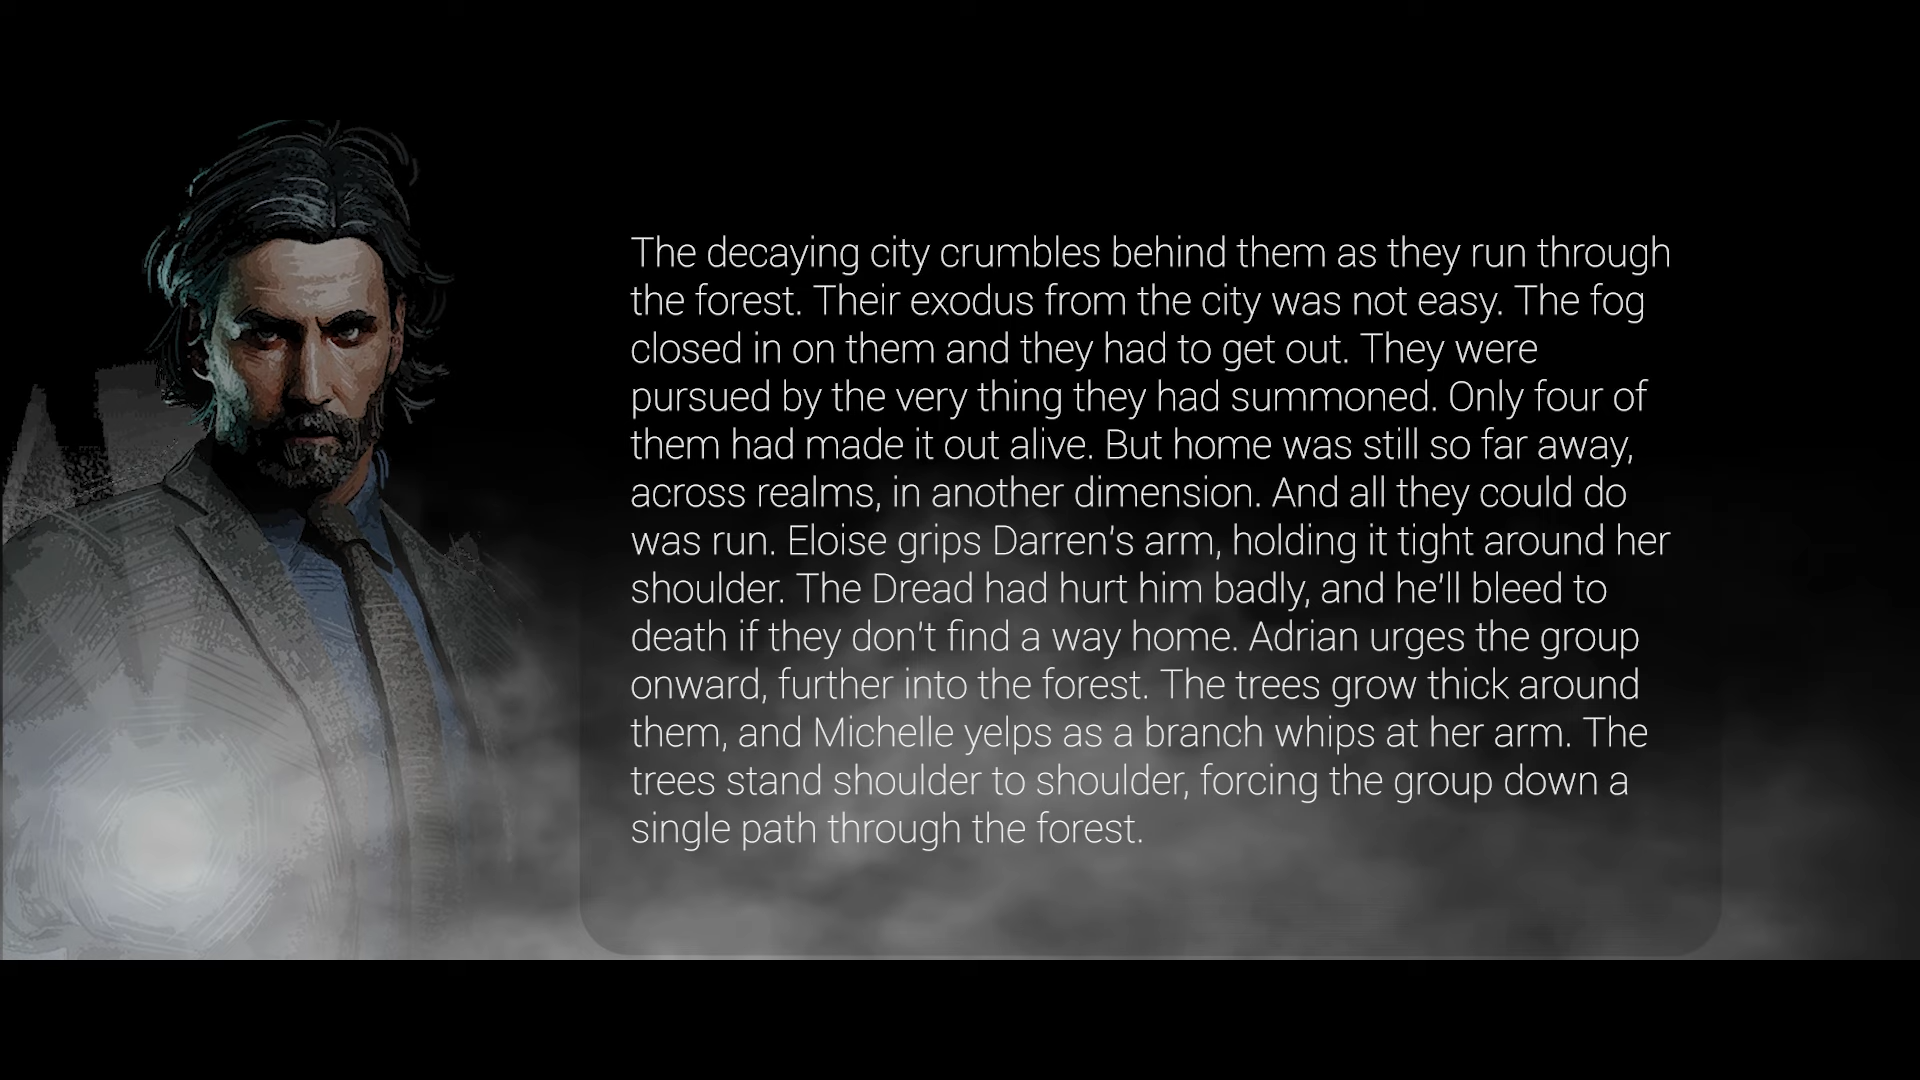 The decaying city crumbles behind them as they run through
the forest. Their exodus from the city was not easy. The fog
closed in on them and they had to get out. They were
pursued by the very thing they had summoned. Only four of
them had made it out alive. But home was still so far away,
across realms, in another dimension. And all they could do
was run. Eloise grips Darren's arm, holding it tight around her
shoulder. The Dread had hurt him badly, and he'll bleed to
death if they don't find a way home. Adrian urges the group
onward, further into the forest. The trees grow thick around
them, and Michelle yelps as a branch whips at her arm. The
trees stand shoulder to shoulder, forcing the group down a
single path through the forest.